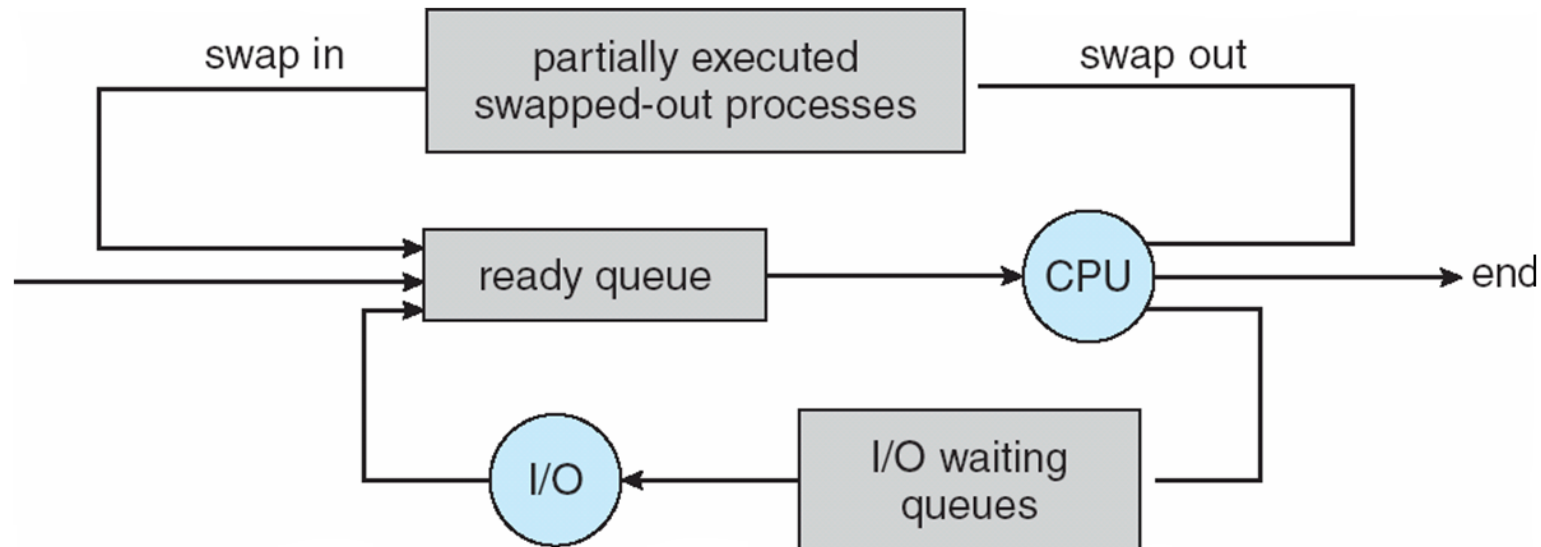 swap in
partially executed
swapped-out processes
swap out
ready queue
CPU
end
I/O
I/O waiting
queues